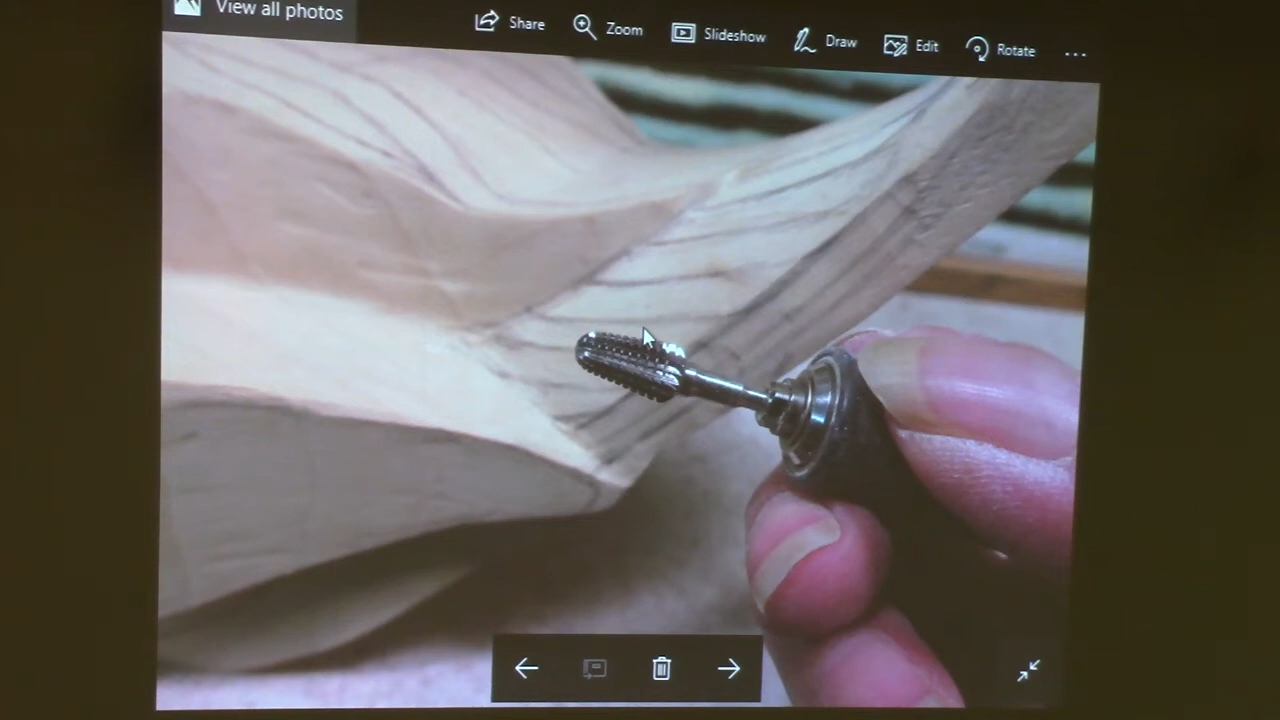 View all photos
Share
Zoom
Slideshow
Draw
Edit
Rotate